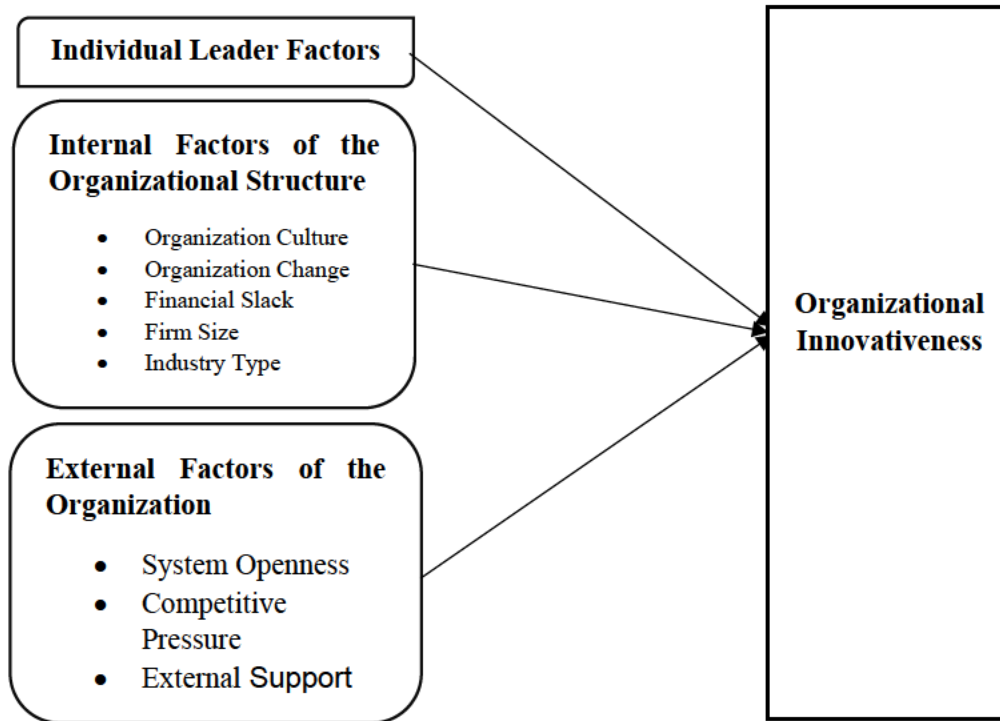 Individual Leader Factors
Internal Factors of the
Organizational Structure
• Organization Culture
• Organization Change
• Financial Slack
• Firm Size
• Industry Type
External Factors of the
Organization
• System Openness
• Competitive
Pressure
• External Support
Organizational
Innovativeness